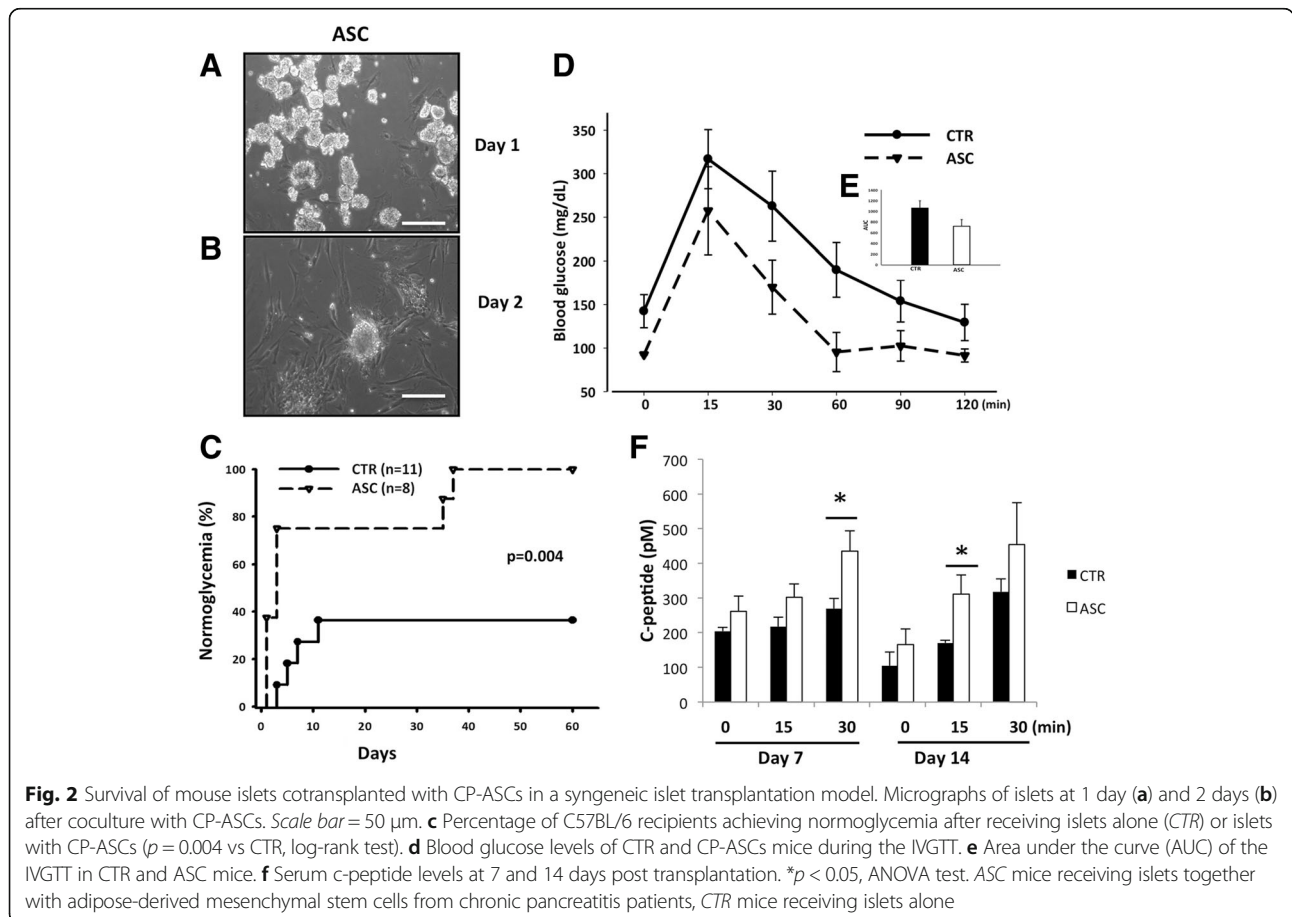 ASC
A
Day 1
B
Day 2
D
Blood glucose (mg/dL)
350
300
250
200
150
100
50
0
15
30
60
90
120 (min)
CTR
ASC
E
AUC
1400
1200
1000
800
600
400
200
0
CTR
ASC
C
Normoglycemia (%)
100
80
60
40
20
0
CTR (n=11)
ASC (n=8)
p=0.004
0
10
20
30
40
50
60
Days
F
C-peptide (pM)
700
600
500
400
300
200
100
0
*
*
CTR
ASC
0 15 30 0 15 30 (min)
Day 7 Day 14
Fig. 2 Survival of mouse islets cotransplanted with CP-ASCs in a syngeneic islet transplantation model. Micrographs of islets at 1 day (a) and 2 days (b)
after coculture with CP-ASCs. Scale bar = 50 μm. c Percentage of C57BL/6 recipients achieving normoglycemia after receiving islets alone (CTR) or islets
with CP-ASCs (p = 0.004 vs CTR, log-rank test). d Blood glucose levels of CTR and CP-ASCs mice during the IVGTT. e Area under the curve (AUC) of the
IVGTT in CTR and ASC mice. f Serum c-peptide levels at 7 and 14 days post transplantation. *p < 0.05, ANOVA test. ASC mice receiving islets together
with adipose-derived mesenchymal stem cells from chronic pancreatitis patients, CTR mice receiving islets alone